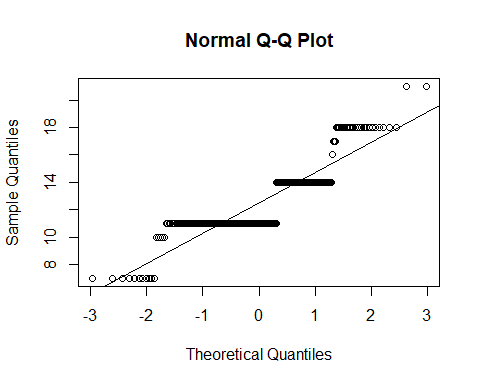 Normal Q-Q Plot
Sample Quantiles
18
14
10
8
-3 -2 -1 0 1 2 3
Theoretical Quantiles